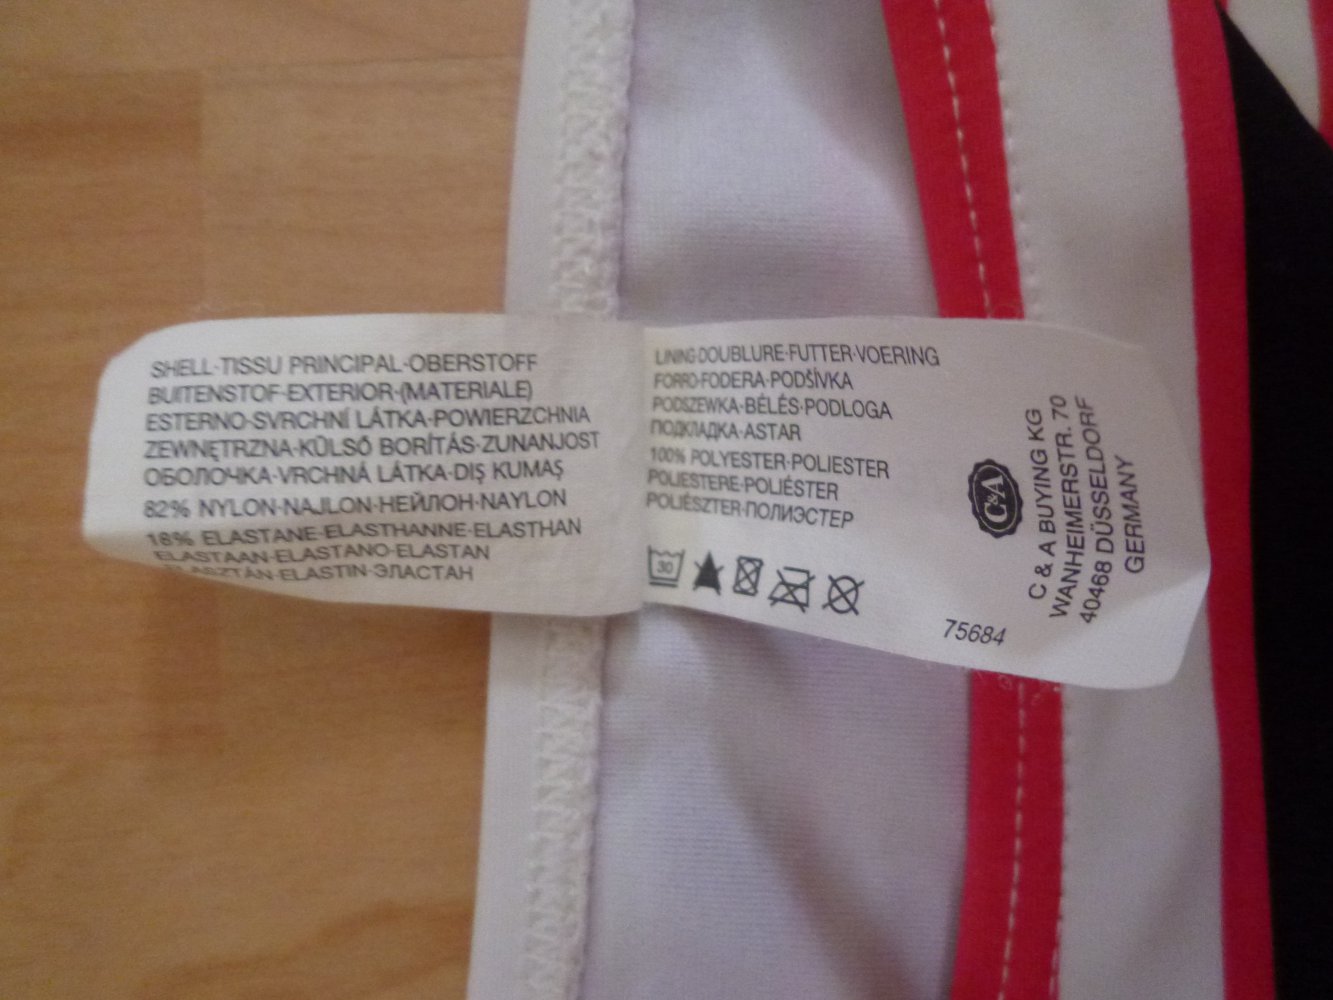 SHELL·TISSU PRINCIPAL·OBERSTOFF
BUITENSTOF·EXTERIOR·(MATERIALE)
ESTERNO·SVRCHNÍ LÁTKA·POWIERZCHNIA
ZEWNĘTRZNA·KÜLSŐ BORÍTÁS·ZUNANJOST
ОБОЛОЧКА·VRCHNÁ LÁTKA·DIŞ KUMAŞ
82% NYLON·NAJLON·НЕЙЛОН·NAYLON
18% ELASTANE·ELASTHANNE·ELASTHAN
ELASTAAN·ELASTANO·ELASTAN
ELASZTÁN·ELASTIN·ЭЛАСТАН
LINING·DOUBLURE·FUTTER·VOERING
FORRO·FODERA·PODŠÍVKA
PODSZEWKA·BÉLÉS·PODLOGA
ПОДКЛАДКА·ASTAR
100% POLYESTER·POLIESTER
POLIESTERE·POLIÉSTER
POLIÉSZTER·ПОЛИЭСТЕР
30
75684
C&A
C & A BUYING KG
WANHEIMERSTR. 70
40468 DÜSSELDORF
GERMANY